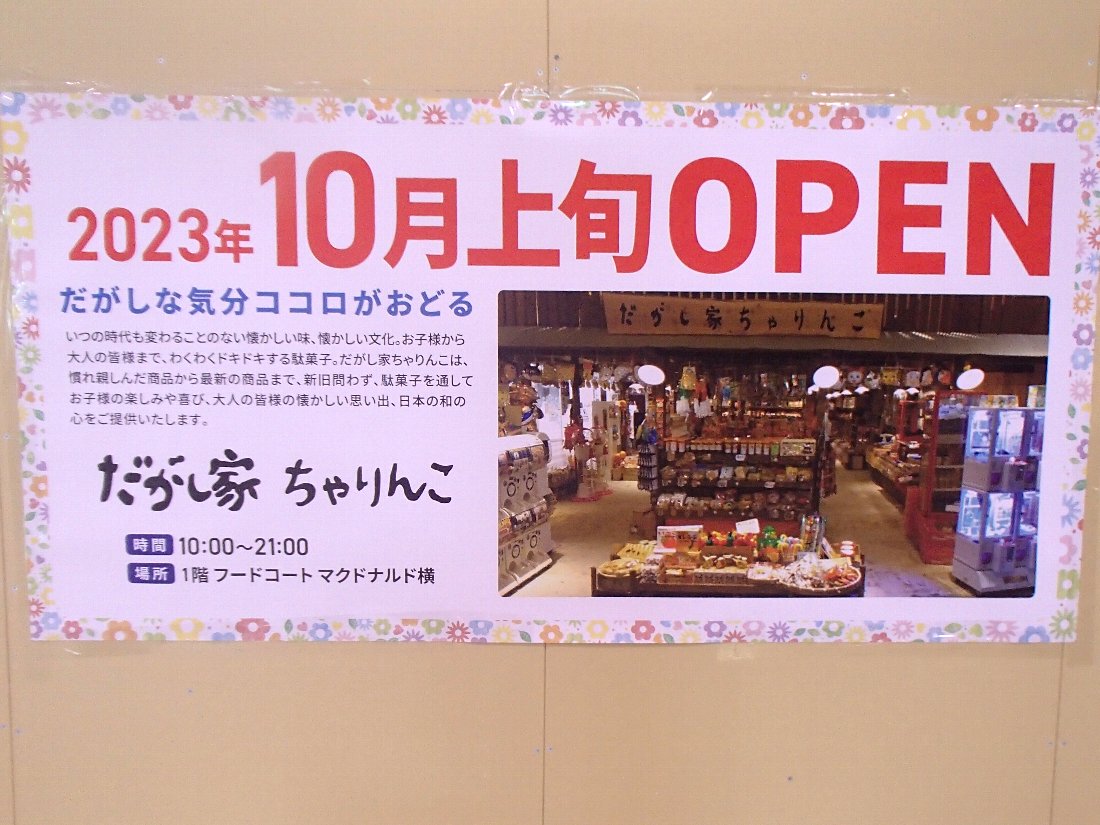 2023年10月上旬OPEN
だがしな気分ココロがおどる
いつの時代も変わることのない懐かしい味、懐かしい文化。お子様から
大人の皆様まで、わくわくドキドキする駄菓子。だがし家ちゃりんこは、
慣れ親しんだ商品から最新の商品まで、新旧問わず、駄菓子を通して
お子様の楽しみや喜び、大人の皆様の懐かしい思い出、日本の和の
心をご提供いたします。
だがし家 ちゃりんこ
時間 10:00〜21:00
場所 1階 フードコート マクドナルド横
だがし家ちゃりんこ